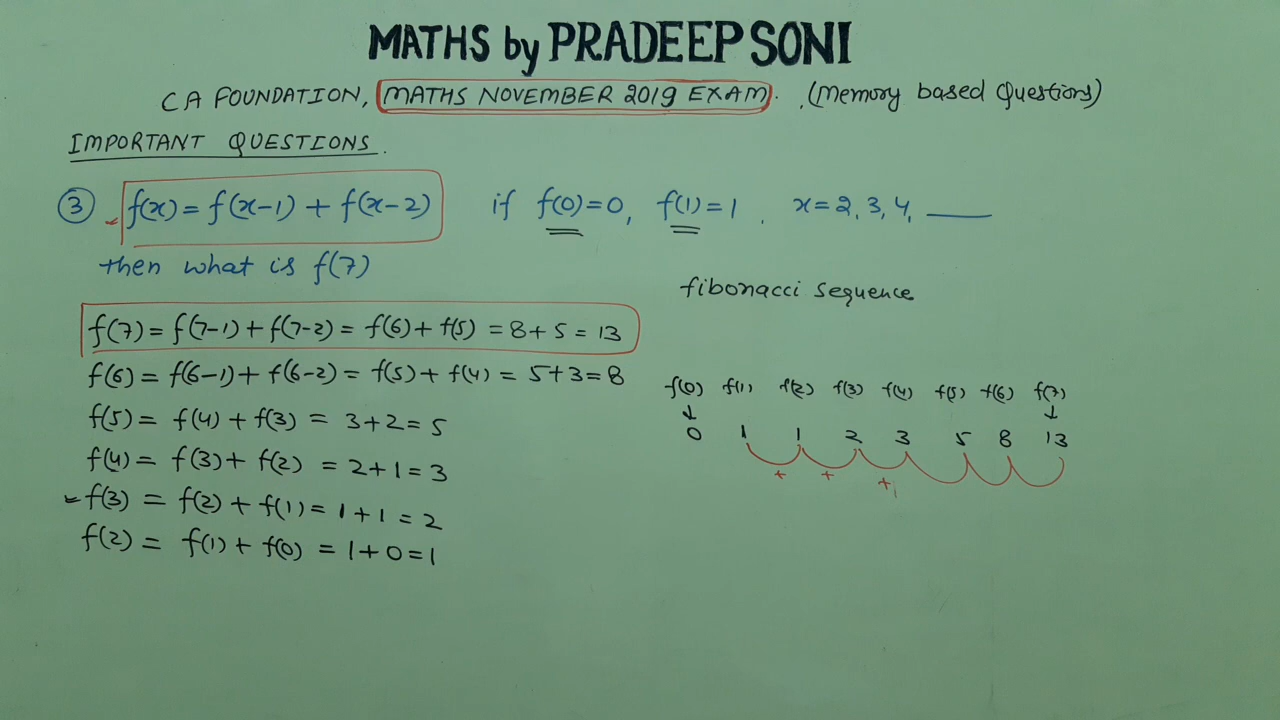 MATHS by PRADEEP SONI
CA FOUNDATION, MATHS NOVEMBER 2019 EXAM. (Memory based Questions)
IMPORTANT QUESTIONS.
③ f(x) = f(x-1) + f(x-2) if f(0)=0, f(1)=1, x=2, 3, 4, ___
then what is f(7)
f(7) = f(7-1) + f(7-2) = f(6) + f(5) = 8 + 5 = 13
f(6) = f(6-1) + f(6-2) = f(5) + f(4) = 5+3=8
f(5) = f(4) + f(3) = 3+2=5
f(4) = f(3) + f(2) = 2+1=3
f(3) = f(2) + f(1) = 1+1=2
f(2) = f(1) + f(0) = 1+0=1
fibonacci sequence
f(0) f(1) f(2) f(3) f(4) f(5) f(6) f(7)
↓ ↓
0 1 1 2 3 5 8 13
+ + +